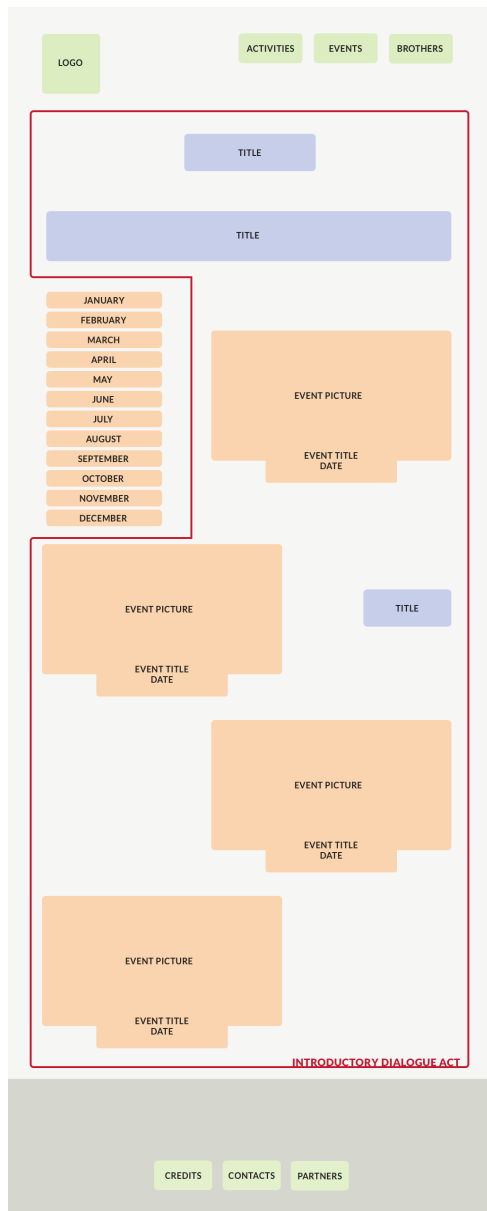 LOGO
ACTIVITIES
EVENTS
BROTHERS
TITLE
TITLE
JANUARY
FEBRUARY
MARCH
APRIL
MAY
JUNE
JULY
AUGUST
SEPTEMBER
OCTOBER
NOVEMBER
DECEMBER
EVENT PICTURE
EVENT TITLE
DATE
EVENT PICTURE
EVENT TITLE
DATE
TITLE
EVENT PICTURE
EVENT TITLE
DATE
EVENT PICTURE
EVENT TITLE
DATE
INTRODUCTORY DIALOGUE ACT
CREDITS
CONTACTS
PARTNERS